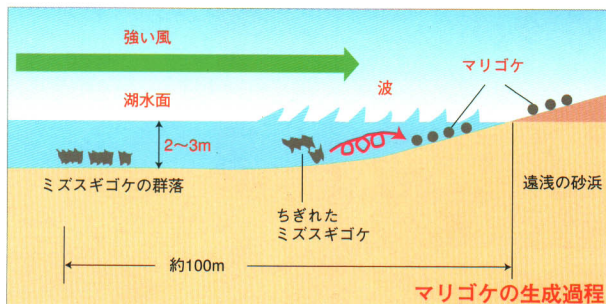 強い風
マリゴケ
波
湖水面
2〜3m
ミズスギゴケの群落
遠浅の砂浜
ちぎれた
ミズスギゴケ
約100m
マリゴケの生成過程